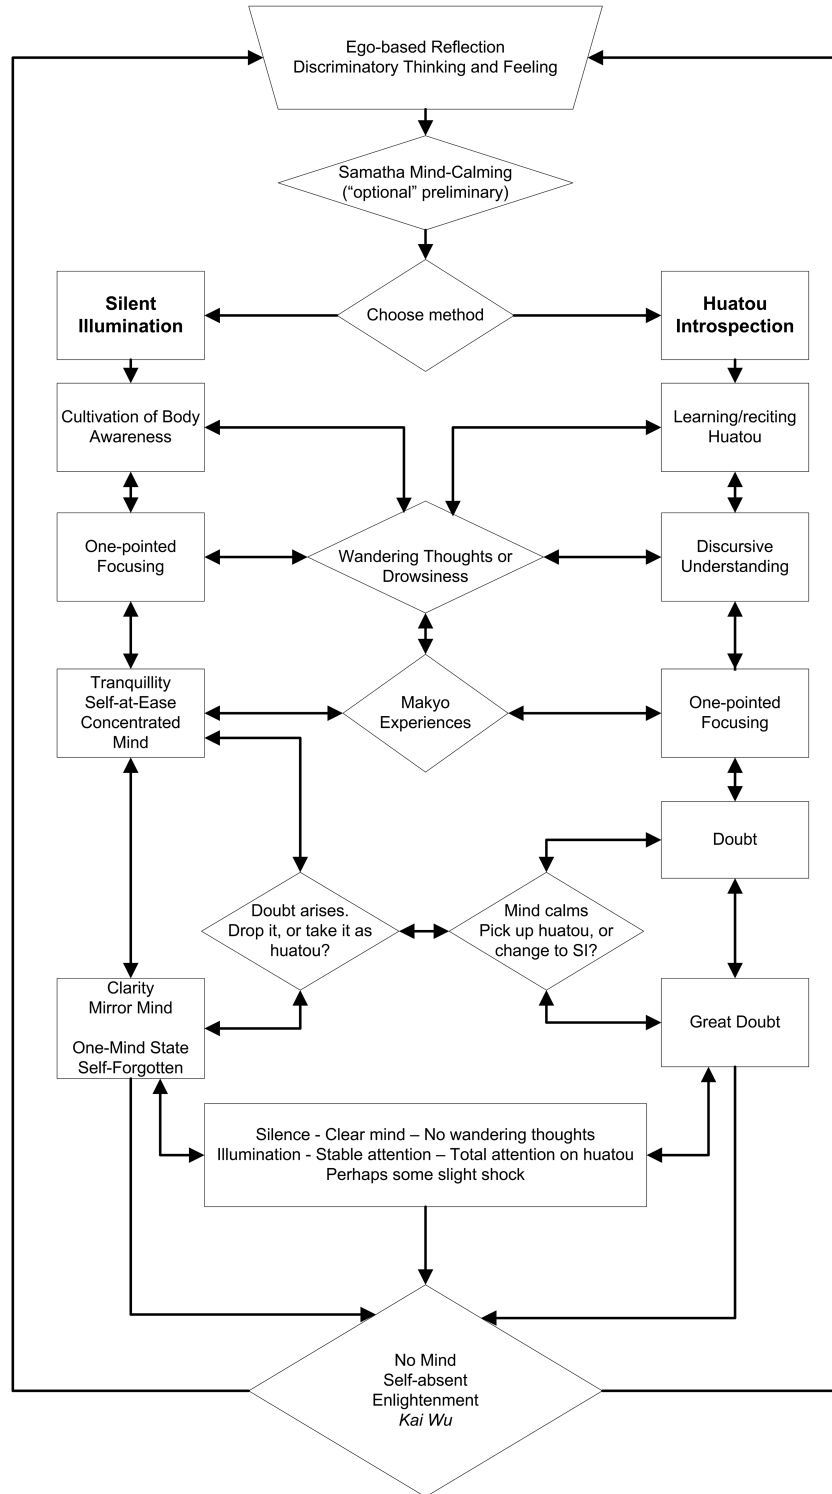 Ego-based Reflection
Discriminatory Thinking and Feeling
Samatha Mind-Calming
(“optional” preliminary)
Silent
Illumination
Choose method
Huatou
Introspection
Cultivation of Body
Awareness
Learning/reciting
Huatou
One-pointed
Focusing
Wandering Thoughts or
Drowsiness
Discursive
Understanding
Tranquillity
Self-at-Ease
Concentrated
Mind
Makyo
Experiences
One-pointed
Focusing
Doubt
Doubt arises.
Drop it, or take it as
huatou?
Mind calms
Pick up huatou, or
change to SI?
Clarity
Mirror Mind
One-Mind State
Self-Forgotten
Great Doubt
Silence - Clear mind – No wandering thoughts
Illumination - Stable attention – Total attention on huatou
Perhaps some slight shock
No Mind
Self-absent
Enlightenment
Kai Wu